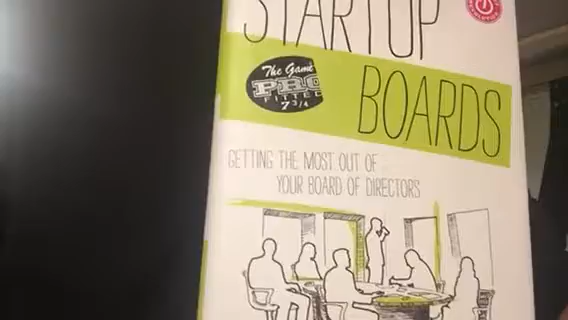 STARTUP
BOARDS
The Game
PRO
FITTED
7 3/4
GETTING THE MOST OUT OF
YOUR BOARD OF DIRECTORS